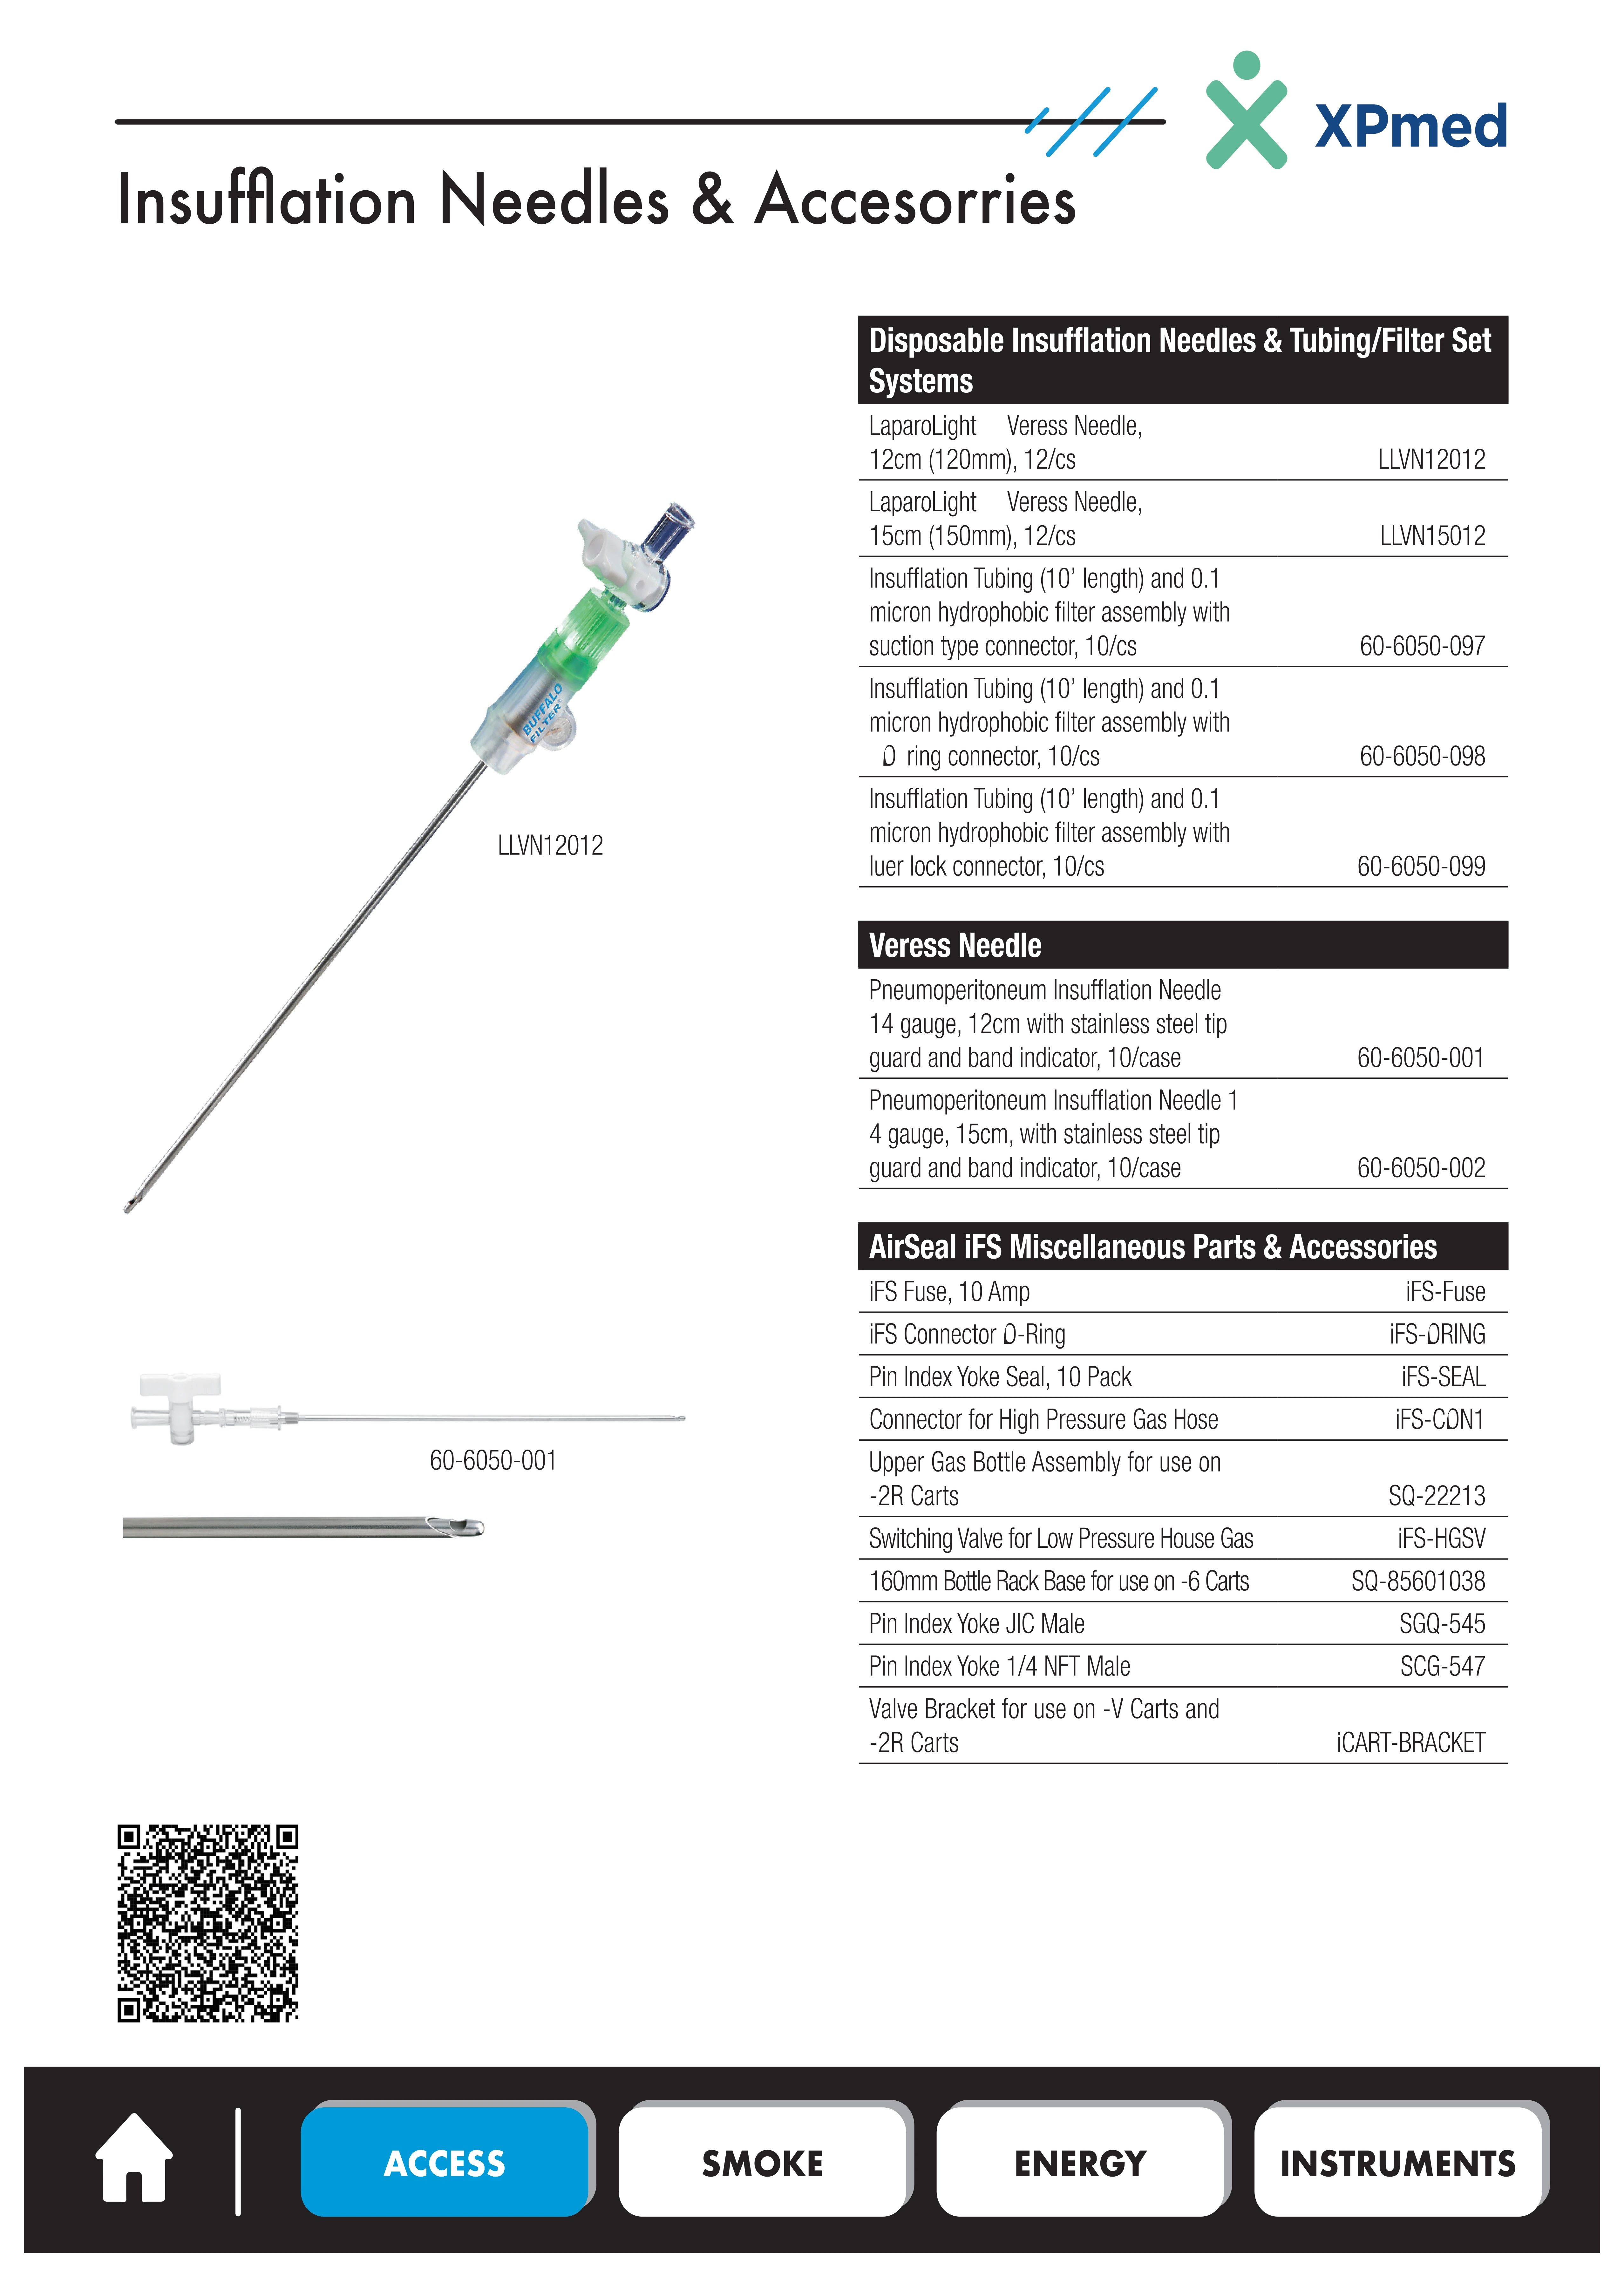 XPmed
Insufflation Needles & Accesorries
BUFFALO
FILTER
LLVN12012
60-6050-001
Disposable Insufflation Needles & Tubing/Filter Set
Systems
LaparoLight Veress Needle,
12cm (120mm), 12/cs LLVN12012
LaparoLight Veress Needle,
15cm (150mm), 12/cs LLVN15012
Insufflation Tubing (10’ length) and 0.1
micron hydrophobic filter assembly with
suction type connector, 10/cs 60-6050-097
Insufflation Tubing (10’ length) and 0.1
micron hydrophobic filter assembly with
O ring connector, 10/cs 60-6050-098
Insufflation Tubing (10’ length) and 0.1
micron hydrophobic filter assembly with
luer lock connector, 10/cs 60-6050-099
Veress Needle
Pneumoperitoneum Insufflation Needle
14 gauge, 12cm with stainless steel tip
guard and band indicator, 10/case 60-6050-001
Pneumoperitoneum Insufflation Needle 1
4 gauge, 15cm, with stainless steel tip
guard and band indicator, 10/case 60-6050-002
AirSeal iFS Miscellaneous Parts & Accessories
iFS Fuse, 10 Amp iFS-Fuse
iFS Connector O-Ring iFS-ORING
Pin Index Yoke Seal, 10 Pack iFS-SEAL
Connector for High Pressure Gas Hose iFS-CON1
Upper Gas Bottle Assembly for use on
-2R Carts SQ-22213
Switching Valve for Low Pressure House Gas iFS-HGSV
160mm Bottle Rack Base for use on -6 Carts SQ-85601038
Pin Index Yoke JIC Male SGQ-545
Pin Index Yoke 1/4 NFT Male SCG-547
Valve Bracket for use on -V Carts and
-2R Carts iCART-BRACKET
ACCESS SMOKE ENERGY INSTRUMENTS